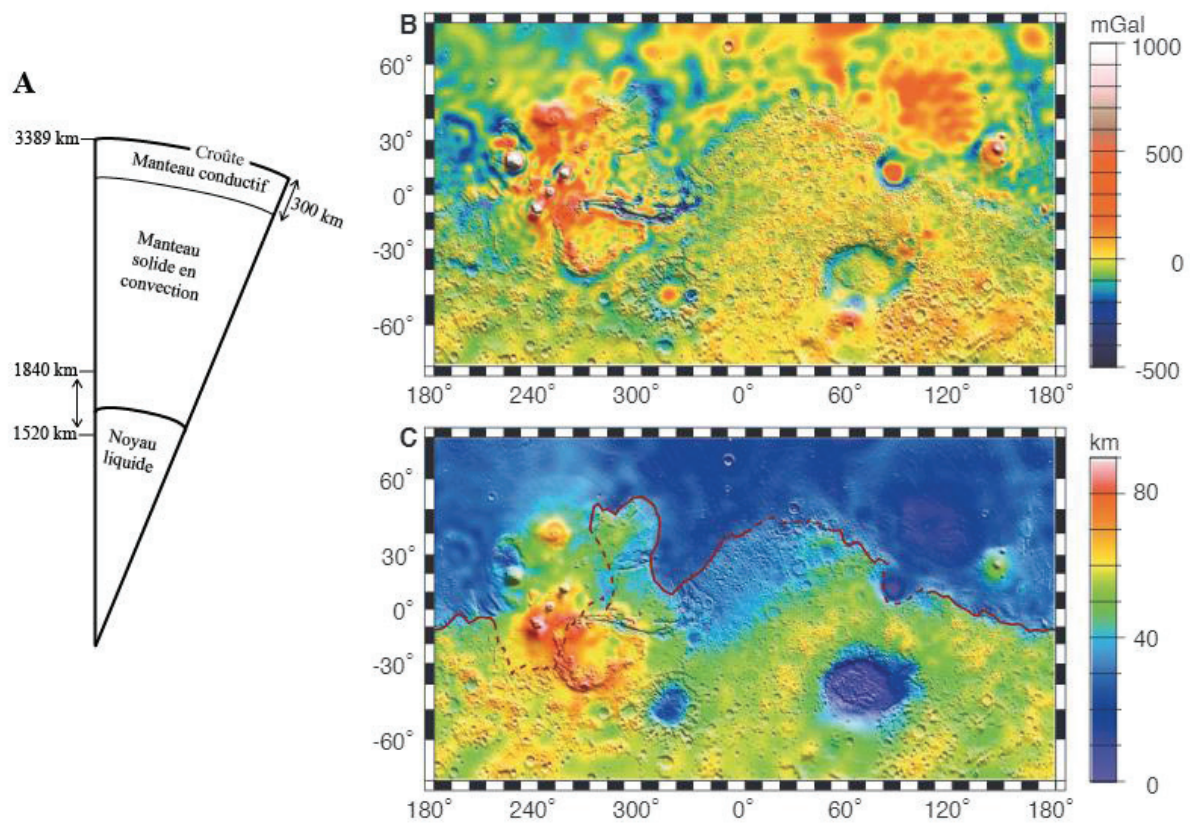 A
3389 km
Croûte
Manteau conductif
300 km
Manteau
solide en
convection
1840 km
1520 km
Noyau
liquide
B
mGal
1000
500
0
-500
60°
30°
0°
-30°
-60°
180° 240° 300° 0° 60° 120° 180°
C
km
80
40
0
60°
30°
0°
-30°
-60°
180° 240° 300° 0° 60° 120° 180°